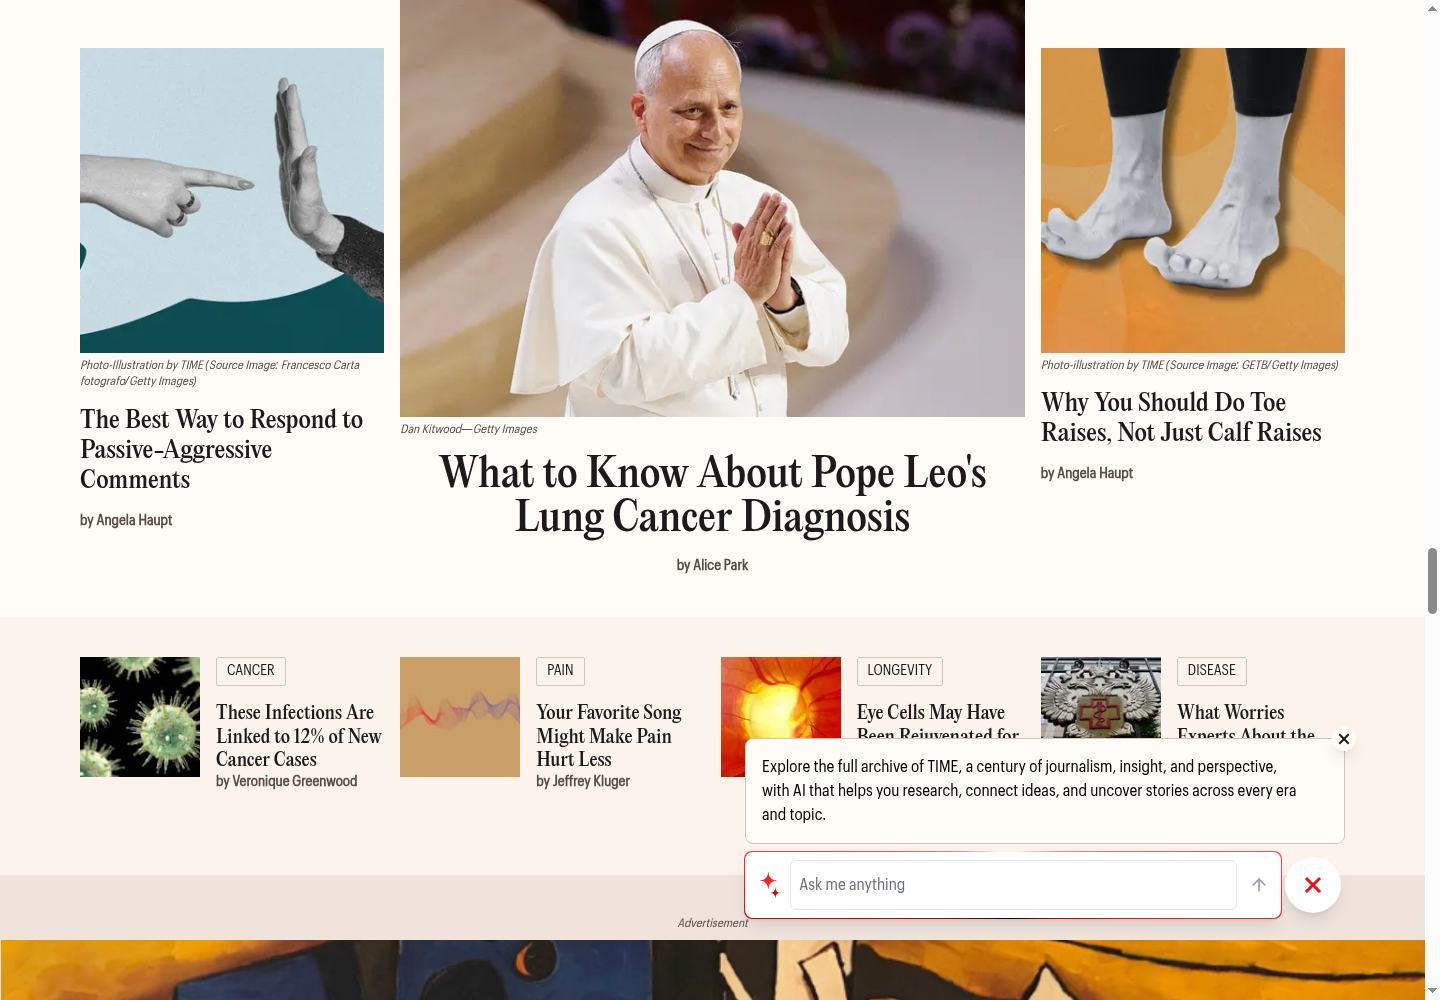 Photo-Illustration by TIME (Source Image: Francesco Carta
fotografo/Getty Images)
The Best Way to Respond to
Passive-Aggressive
Comments
by Angela Haupt
Dan Kitwood—Getty Images
What to Know About Pope Leo's
Lung Cancer Diagnosis
by Alice Park
Photo-illustration by TIME (Source Image: GETB/Getty Images)
Why You Should Do Toe
Raises, Not Just Calf Raises
by Angela Haupt
CANCER
These Infections Are
Linked to 12% of New
Cancer Cases
by Veronique Greenwood
PAIN
Your Favorite Song
Might Make Pain
Hurt Less
by Jeffrey Kluger
LONGEVITY
Eye Cells May Have
Been Rejuvenated for
DISEASE
What Worries
Experts About the
Explore the full archive of TIME, a century of journalism, insight, and perspective,
with AI that helps you research, connect ideas, and uncover stories across every era
and topic.
Ask me anything
Advertisement